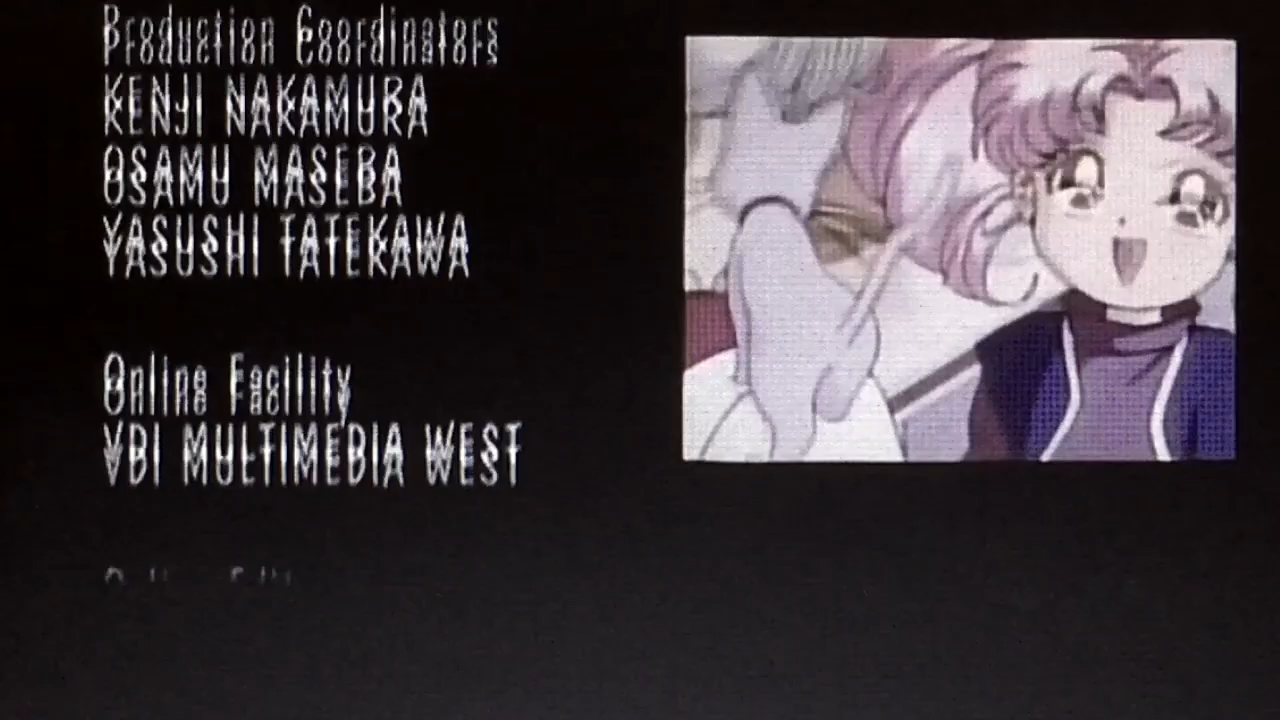 Production Coordinators
KENJI NAKAMURA
OSAMU MASEBA
YASUSHI TATEKAWA
Online Facility
VDI MULTIMEDIA WEST